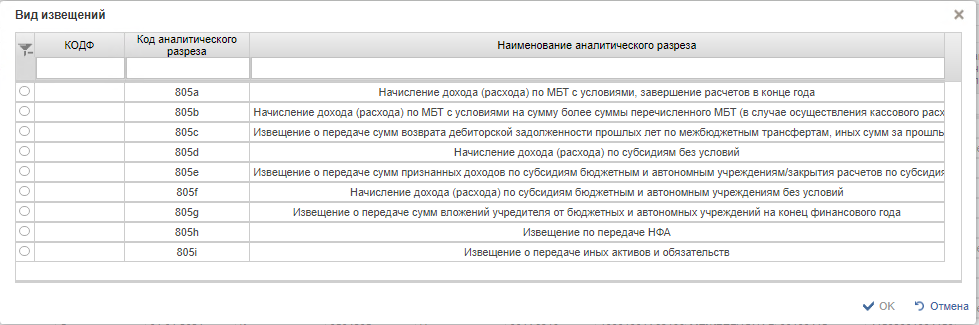 Вид извещений
КОДФ
Код аналитического разреза
Наименование аналитического разреза
805a Начисление дохода (расхода) по МБТ с условиями, завершение расчетов в конце года
805b Начисление дохода (расхода) по МБТ с условиями на сумму более суммы перечисленного МБТ (в случае осуществления кассового расх
805c Извещение о передаче сумм возврата дебиторской задолженности прошлых лет по межбюджетным трансфертам, иных сумм за прошлы
805d Начисление дохода (расхода) по субсидиям без условий
805e Извещение о передаче сумм признанных доходов по субсидиям бюджетным и автономным учреждениям/закрытия расчетов по субсидия
805f Начисление дохода (расхода) по субсидиям бюджетным и автономным учреждениям без условий
805g Извещение о передаче сумм вложений учредителя от бюджетных и автономных учреждений на конец финансового года
805h Извещение по передаче НФА
805i Извещение о передаче иных активов и обязательств
OK Отмена